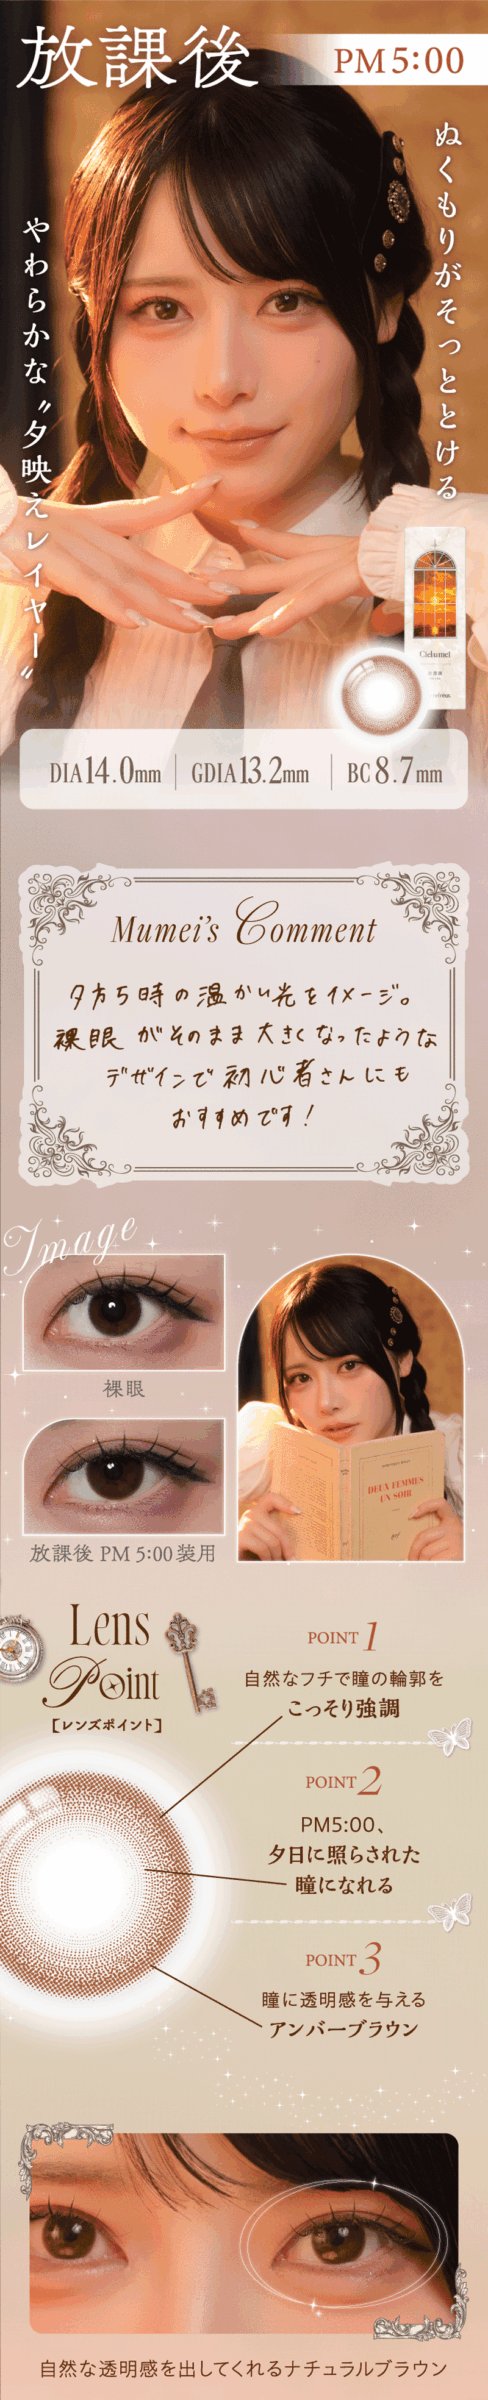 放課後
PM 5:00
ぬくもりがそっととける
やわらかな〝夕映えレイヤー〟
Cielumei
放課後
DIA14.0mm
GDIA13.2mm
BC8.7mm
Mumei's Comment
夕方5時の温かい光をイメージ。
裸眼がそのまま大きくなったような
デザインで初心者さんにも
おすすめです!
Image
裸眼
放課後 PM 5:00 装用
DEUX FEMMES
UN SOIR
Lens
Point
[レンズポイント]
POINT 1
自然なフチで瞳の輪郭を
こっそり強調
POINT 2
PM5:00、
夕日に照らされた
瞳になれる
POINT 3
瞳に透明感を与える
アンバーブラウン
自然な透明感を出してくれるナチュラルブラウン